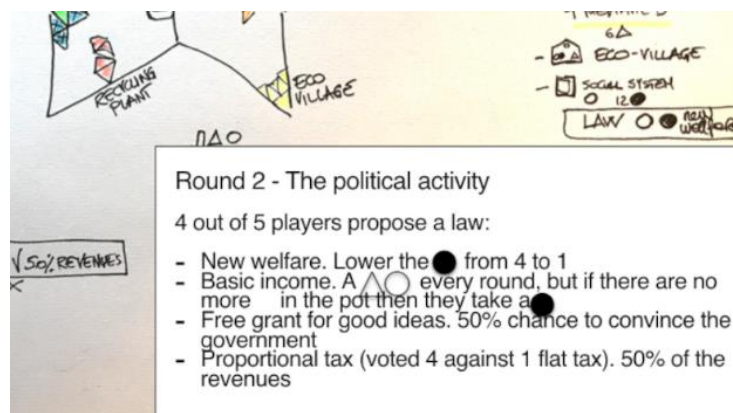 6△
RECYCLING
PLANT
ECO
VILLAGE
- ECO-VILLAGE
- SOCIAL SYSTEM
○ 12●
LAW ○ ● new
√ 50% REVENUES
Round 2 - The political activity
4 out of 5 players propose a law:
- New welfare. Lower the ● from 4 to 1
- Basic income. A △○ every round, but if there are no
more in the pot then they take a ●
- Free grant for good ideas. 50% chance to convince the
government
- Proportional tax (voted 4 against 1 flat tax). 50% of the
revenues